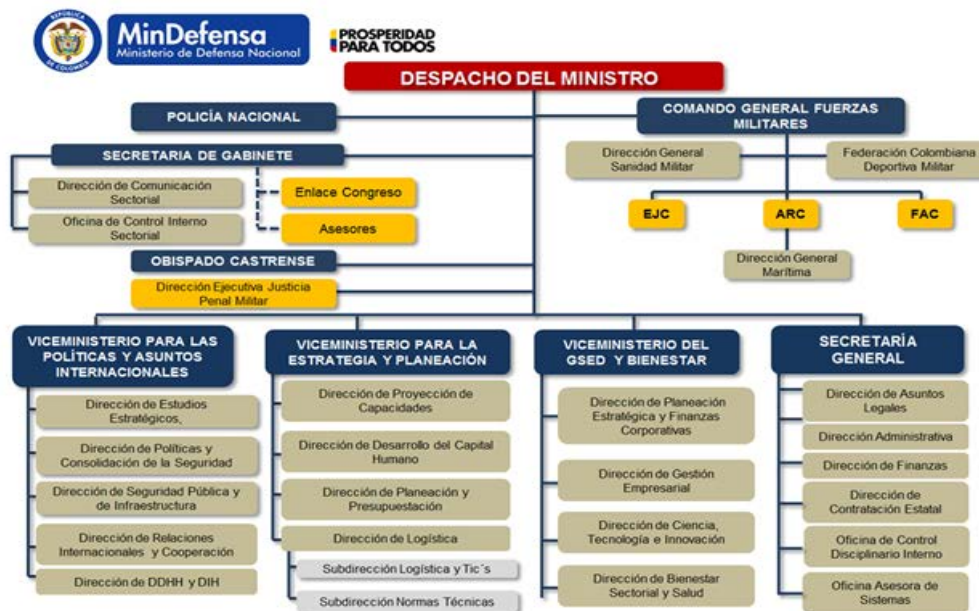 REPÚBLICA
DE COLOMBIA
MinDefensa
Ministerio de Defensa Nacional
PROSPERIDAD
PARA TODOS
DESPACHO DEL MINISTRO
POLICÍA NACIONAL
COMANDO GENERAL FUERZAS
MILITARES
SECRETARIA DE GABINETE
Dirección de Comunicación
Sectorial
Oficina de Control Interno
Sectorial
Enlace Congreso
Asesores
Dirección General
Sanidad Militar
Federación Colombiana
Deportiva Militar
EJC
ARC
FAC
Dirección General
Marítima
OBISPADO CASTRENSE
Dirección Ejecutiva Justicia
Penal Militar
VICEMINISTERIO PARA LAS
POLÍTICAS Y ASUNTOS
INTERNACIONALES
Dirección de Estudios
Estratégicos,
Dirección de Políticas y
Consolidación de la Seguridad
Dirección de Seguridad Pública y
de Infraestructura
Dirección de Relaciones
Internacionales y Cooperación
Dirección de DDHH y DIH
VICEMINISTERIO PARA LA
ESTRATEGIA Y PLANEACIÓN
Dirección de Proyección de
Capacidades
Dirección de Desarrollo del Capital
Humano
Dirección de Planeación y
Presupuestación
Dirección de Logística
Subdirección Logística y Tic´s
Subdirección Normas Técnicas
VICEMINISTERIO DEL
GSED Y BIENESTAR
Dirección de Planeación
Estratégica y Finanzas
Corporativas
Dirección de Gestión
Empresarial
Dirección de Ciencia,
Tecnología e Innovación
Dirección de Bienestar
Sectorial y Salud
SECRETARÍA
GENERAL
Dirección de Asuntos
Legales
Dirección Administrativa
Dirección de Finanzas
Dirección de
Contratación Estatal
Oficina de Control
Disciplinario Interno
Oficina Asesora de
Sistemas